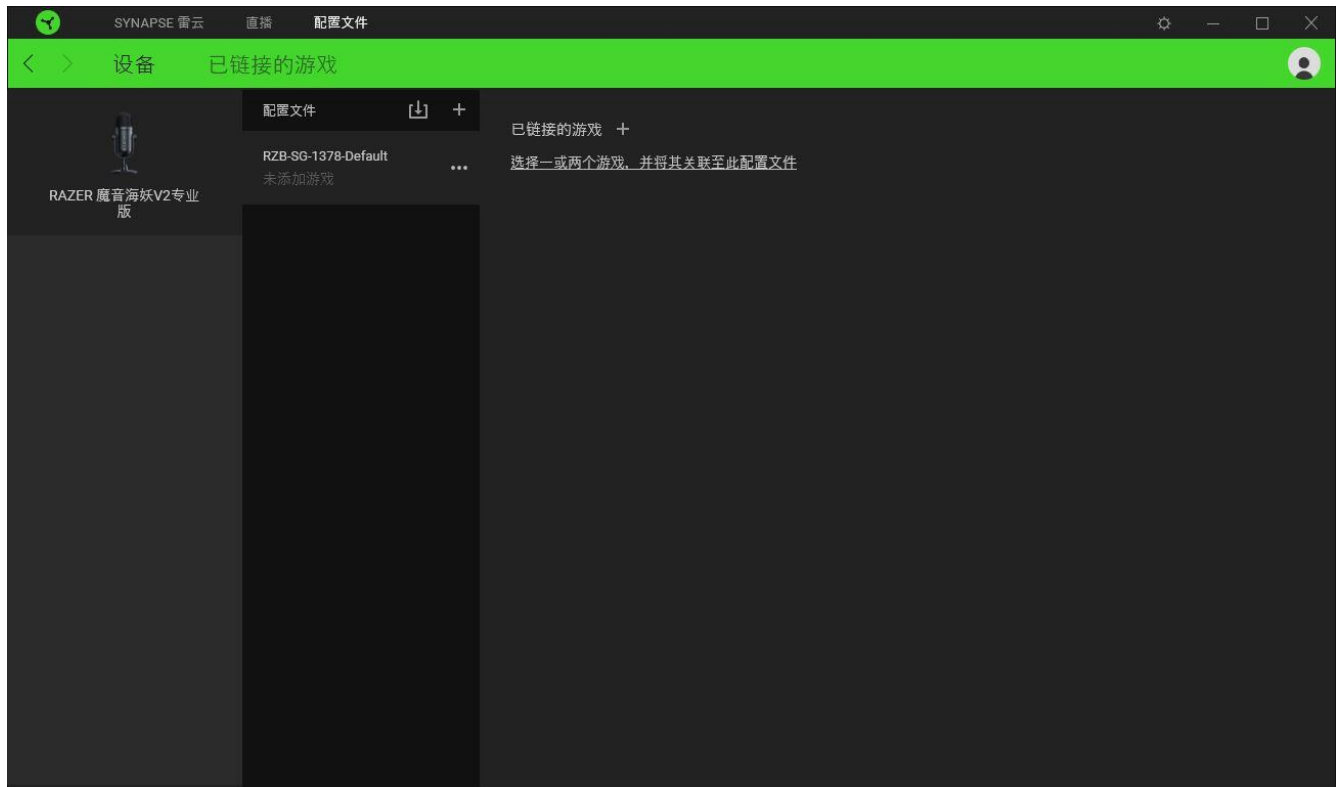 SYNAPSE 雷云 直播 配置文件
设备 已链接的游戏
配置文件
RZB-SG-1378-Default
未添加游戏
RAZER 魔音海妖V2专业
版
已链接的游戏
选择一或两个游戏，并将其关联至此配置文件